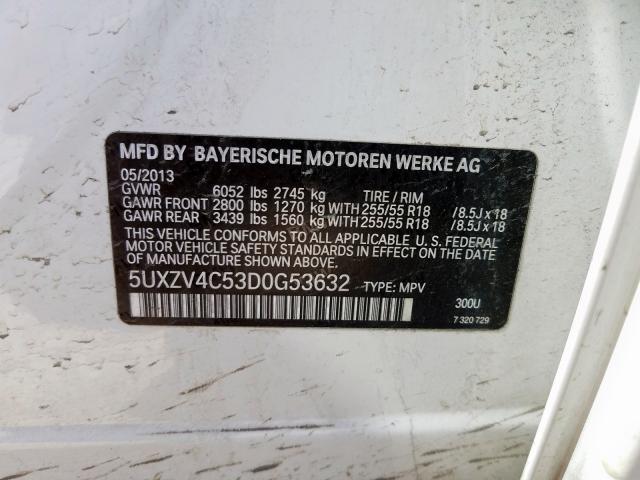 MFD BY BAYERISCHE MOTOREN WERKE AG
05/2013
GVWR 6052 lbs 2745 kg TIRE / RIM
GAWR FRONT 2800 lbs 1270 kg WITH 255/55 R18 /8.5J x 18
GAWR REAR 3439 lbs 1560 kg WITH 255/55 R18 /8.5J x 18
THIS VEHICLE CONFORMS TO ALL APPLICABLE U. S. FEDERAL
MOTOR VEHICLE SAFETY STANDARDS IN EFFECT ON THE DATE
OF MANUFACTURE SHOWN ABOVE.
5UXZV4C53D0G53632 TYPE: MPV
300U
7 320 729